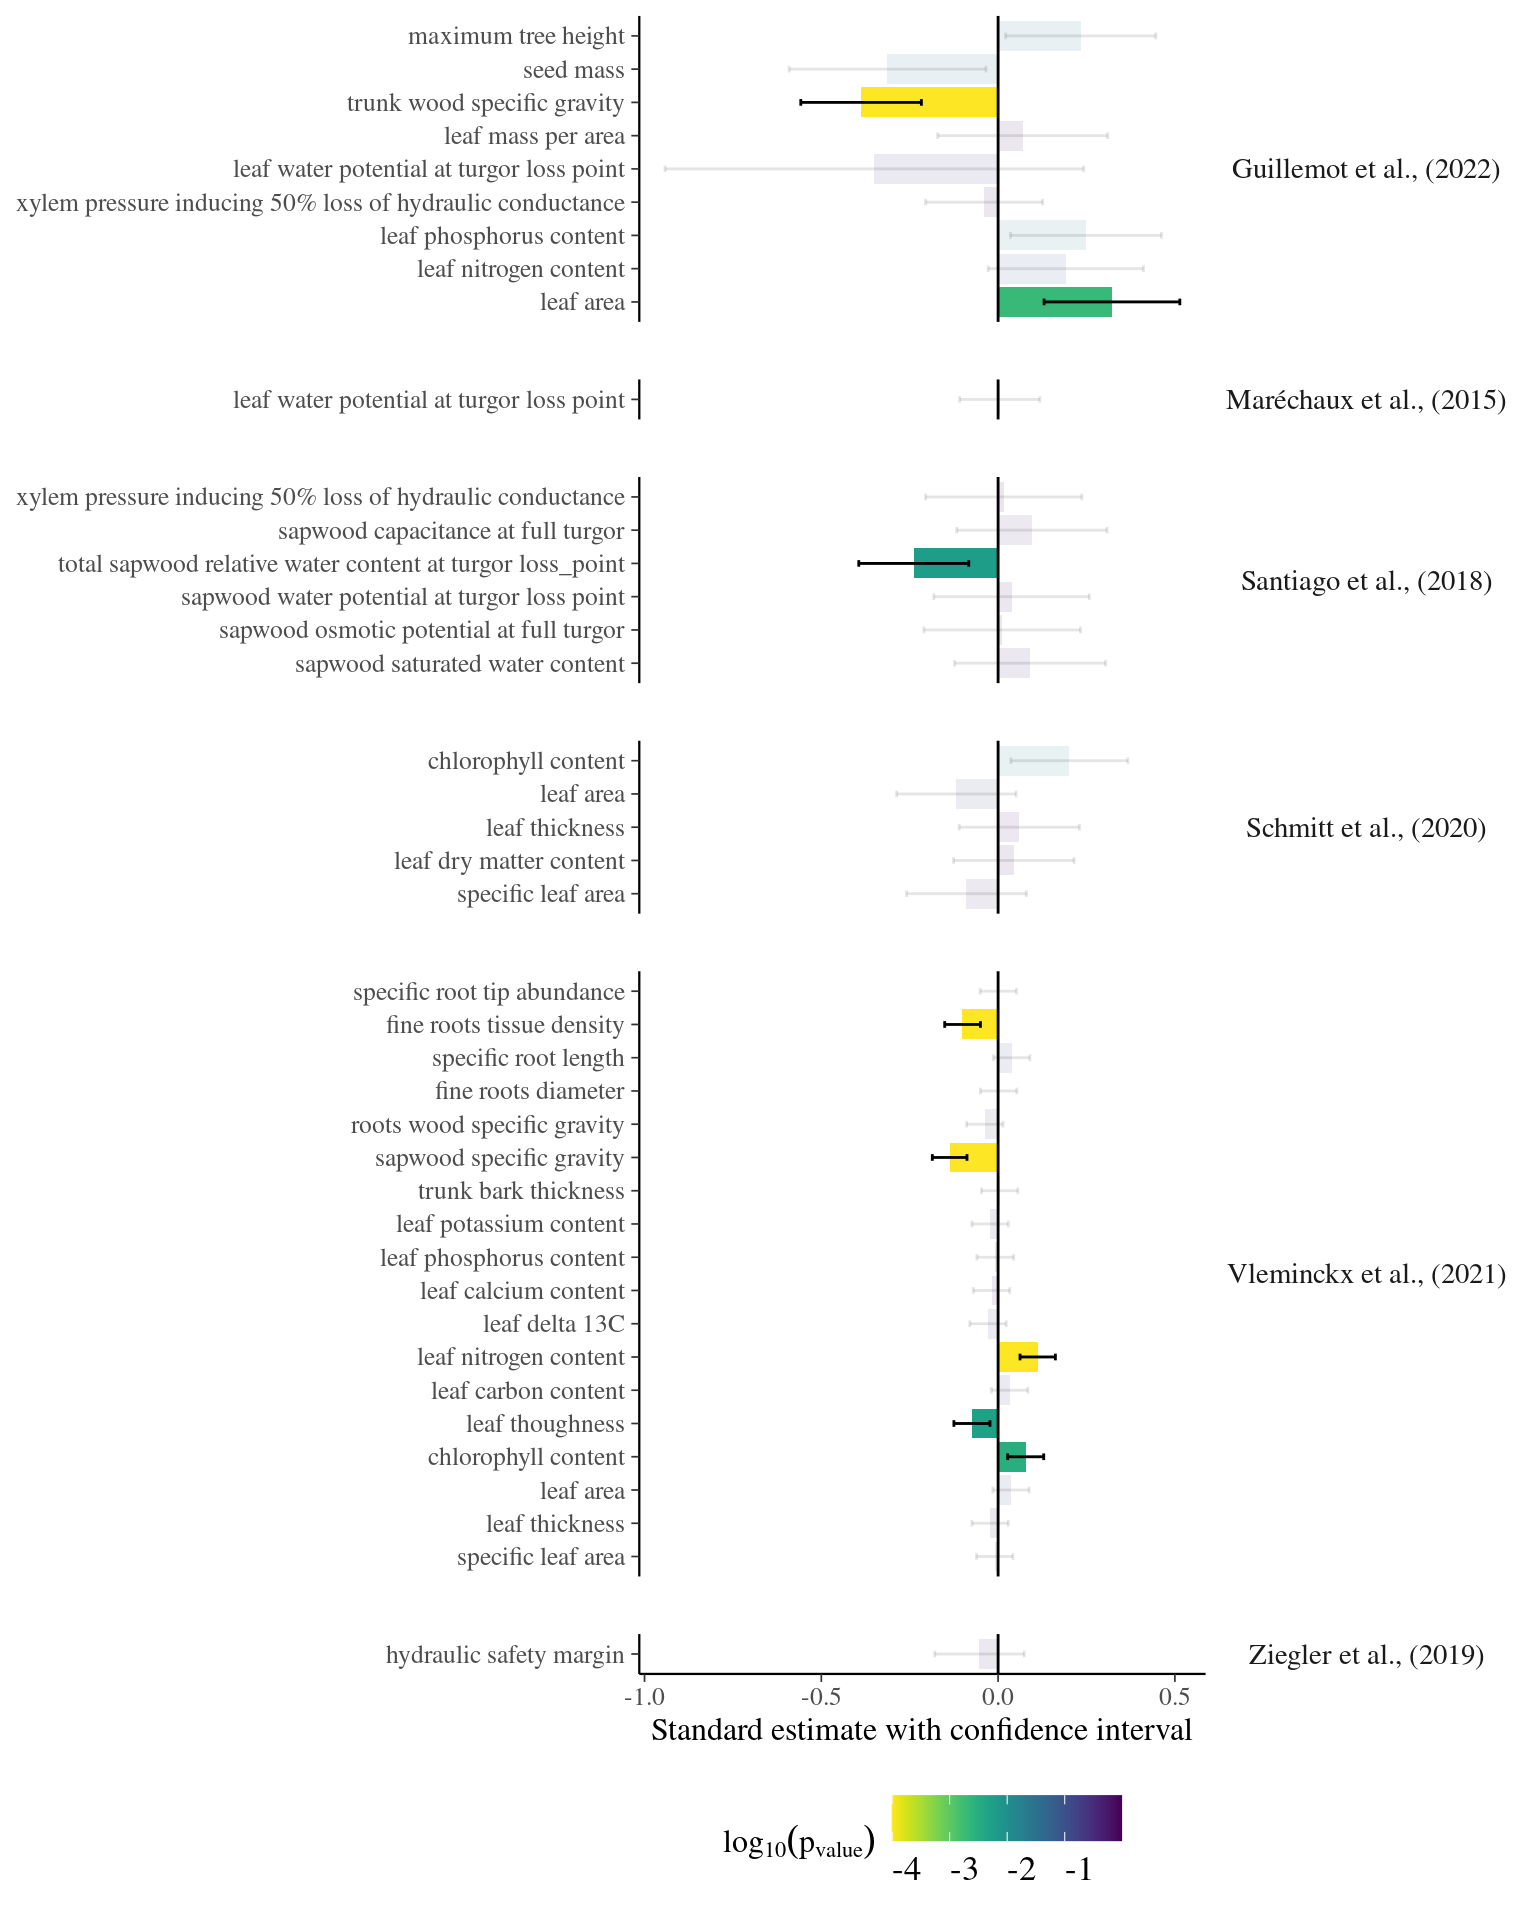 maximum tree height
seed mass
trunk wood specific gravity
leaf mass per area
leaf water potential at turgor loss point
xylem pressure inducing 50% loss of hydraulic conductance
leaf phosphorus content
leaf nitrogen content
leaf area
Guillemot et al., (2022)
leaf water potential at turgor loss point
Maréchaux et al., (2015)
xylem pressure inducing 50% loss of hydraulic conductance
sapwood capacitance at full turgor
total sapwood relative water content at turgor loss_point
sapwood water potential at turgor loss point
sapwood osmotic potential at full turgor
sapwood saturated water content
Santiago et al., (2018)
chlorophyll content
leaf area
leaf thickness
leaf dry matter content
specific leaf area
Schmitt et al., (2020)
specific root tip abundance
fine roots tissue density
specific root length
fine roots diameter
roots wood specific gravity
sapwood specific gravity
trunk bark thickness
leaf potassium content
leaf phosphorus content
leaf calcium content
leaf delta 13C
leaf nitrogen content
leaf carbon content
leaf thoughness
chlorophyll content
leaf area
leaf thickness
specific leaf area
Vleminckx et al., (2021)
hydraulic safety margin
Ziegler et al., (2019)
-1.0 -0.5 0.0 0.5
Standard estimate with confidence interval
log10(pvalue)
-4 -3 -2 -1